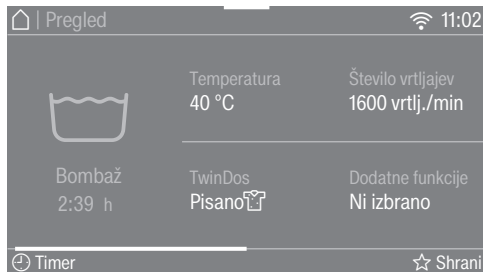 | Pregled 11:02
Temperatura Število vrtljajev
40 °C 1600 vrtlj./min
Bombaž TwinDos Dodatne funkcije
2:39 h Pisano Ni izbrano
Timer Shrani